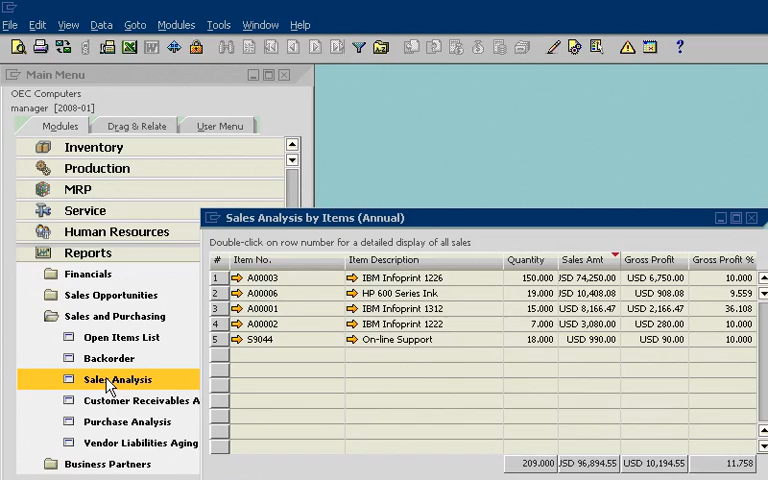 File Edit View Data Goto Modules Tools Window Help
Main Menu
OEC Computers
manager [2008-01]
Modules Drag & Relate User Menu
Inventory
Production
MRP
Service
Human Resources
Reports
Financials
Sales Opportunities
Sales and Purchasing
Open Items List
Backorder
Sales Analysis
Customer Receivables A
Purchase Analysis
Vendor Liabilities Aging
Business Partners
Sales Analysis by Items (Annual)
Double-click on row number for a detailed display of all sales
# Item No. Item Description Quantity Sales Amt Gross Profit Gross Profit %
1 A00003 IBM Infoprint 1226 150.000 JSD 74,250.00 USD 6,750.00 10.000
2 A00006 HP 600 Series Ink 19.000 JSD 10,408.08 USD 908.08 9.559
3 A00001 IBM Infoprint 1312 15.000 USD 8,166.47 USD 2,166.47 36.108
4 A00002 IBM Infoprint 1222 7.000 USD 3,080.00 USD 280.00 10.000
5 S9044 On-line Support 18.000 USD 990.00 USD 90.00 10.000
209.000 JSD 96,894.55 USD 10,194.55 11.758